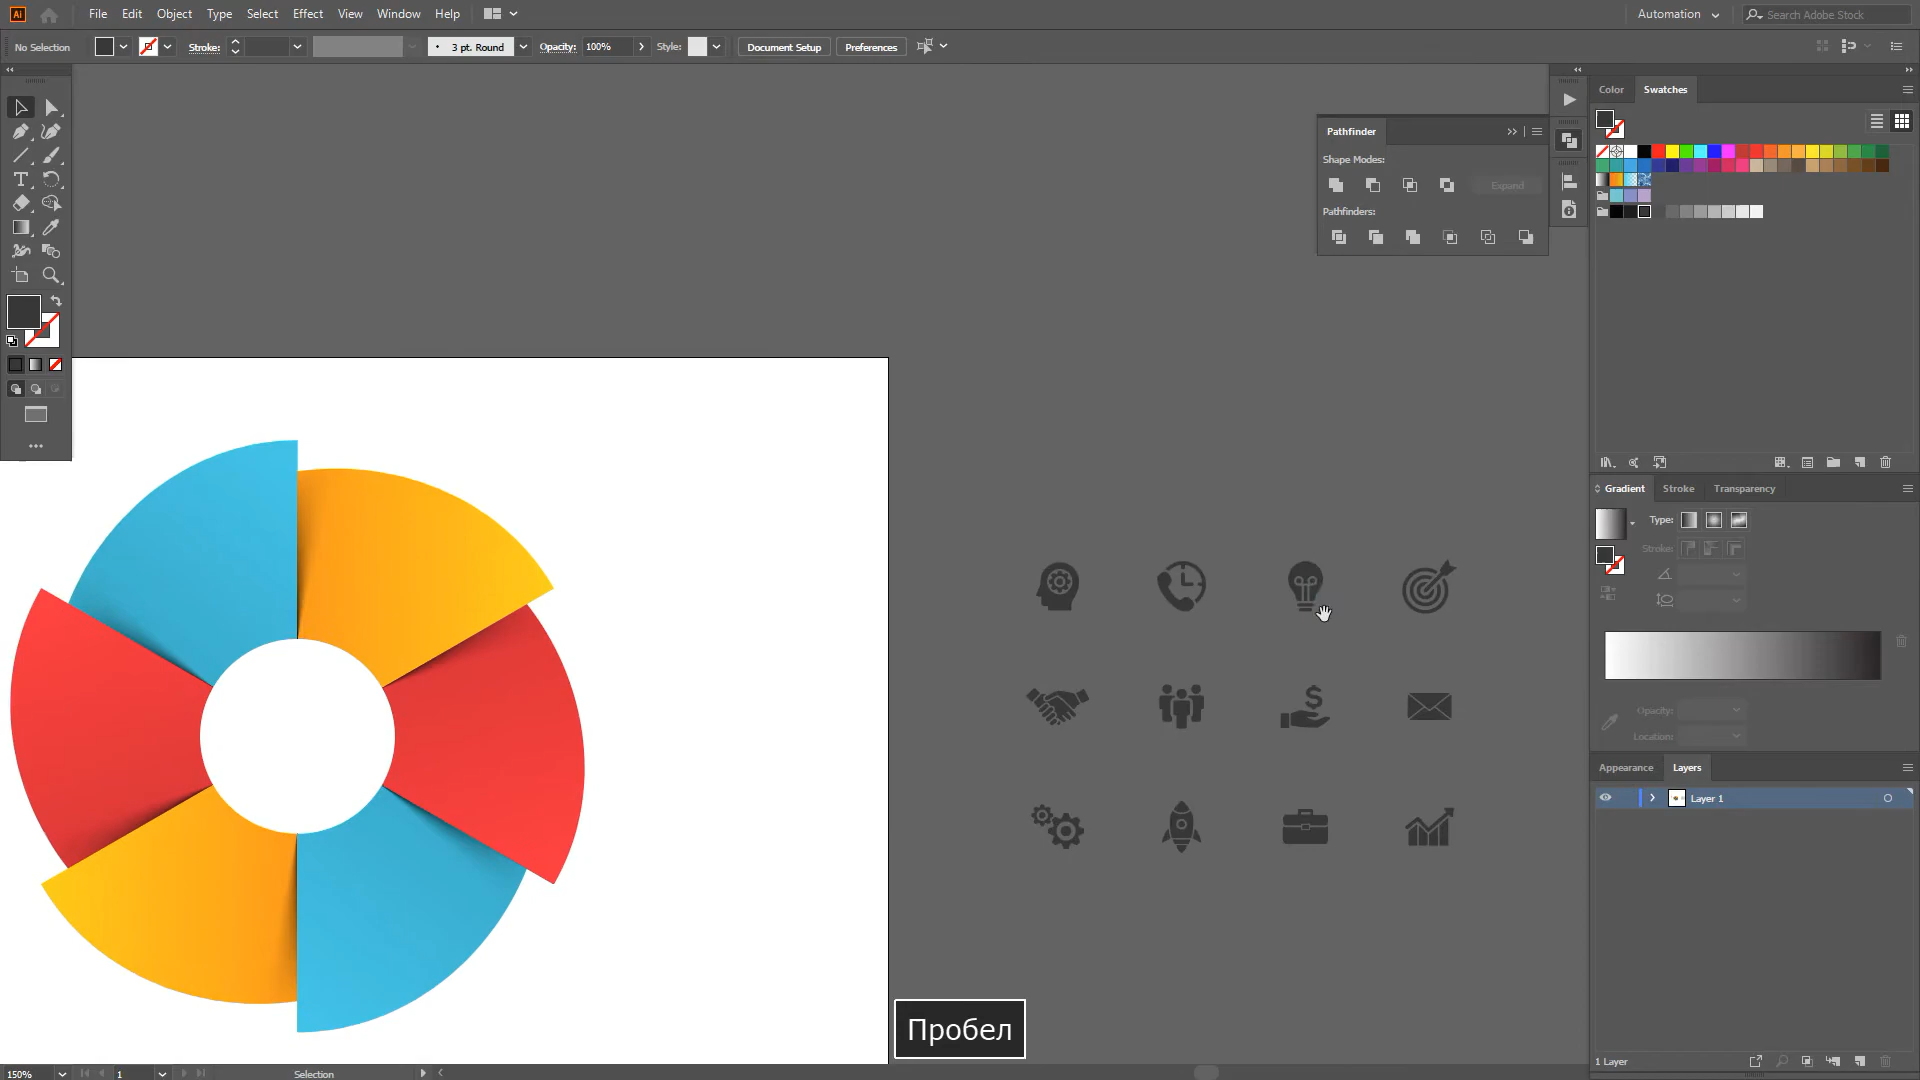 Ai File Edit Object Type Select Effect View Window Help Automation Search Adobe Stock
No Selection Stroke: 3 pt. Round Opacity: 100% Style: Document Setup Preferences
Color Swatches
Pathfinder
Shape Modes:
Expand
Pathfinders:
Gradient Stroke Transparency
Type:
Stroke:
Opacity:
Location:
Appearance Layers
Layer 1
Пробел
1 Layer
150% 1 Selection